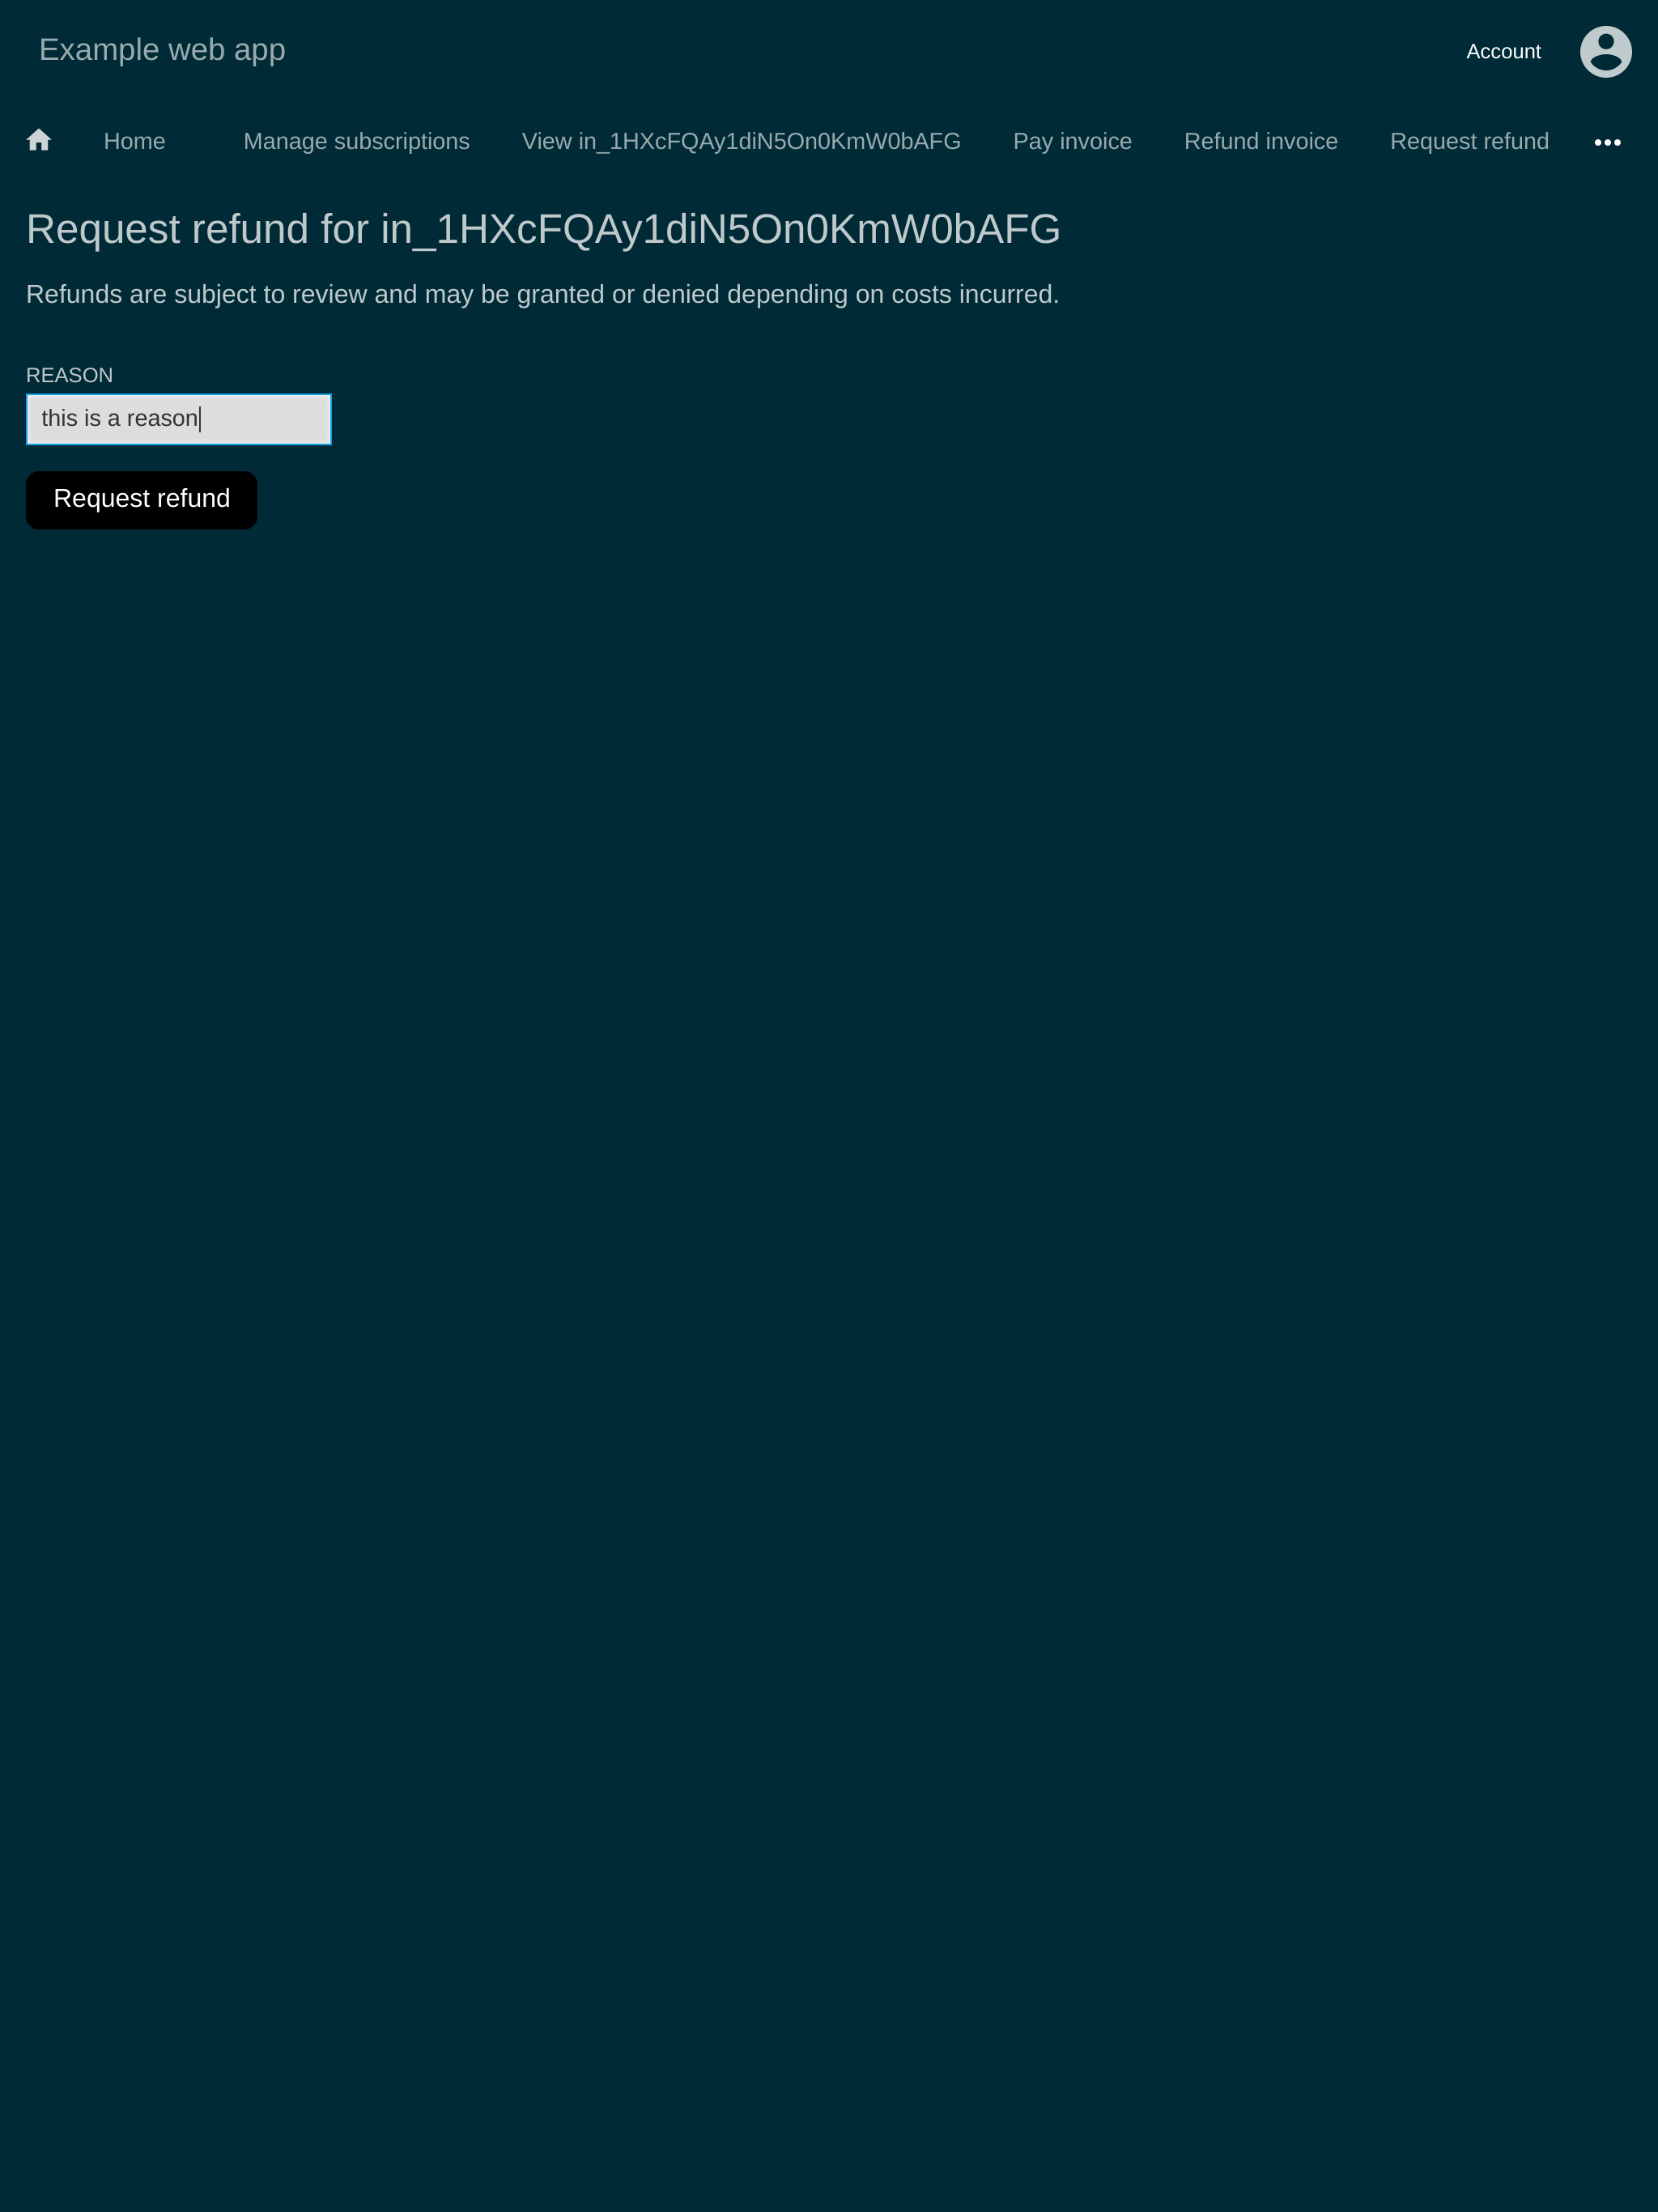 Example web app
Account
Home Manage subscriptions View in_1HXcFQAy1diN5On0KmW0bAFG Pay invoice Refund invoice Request refund
Request refund for in_1HXcFQAy1diN5On0KmW0bAFG
Refunds are subject to review and may be granted or denied depending on costs incurred.
REASON
this is a reason
Request refund